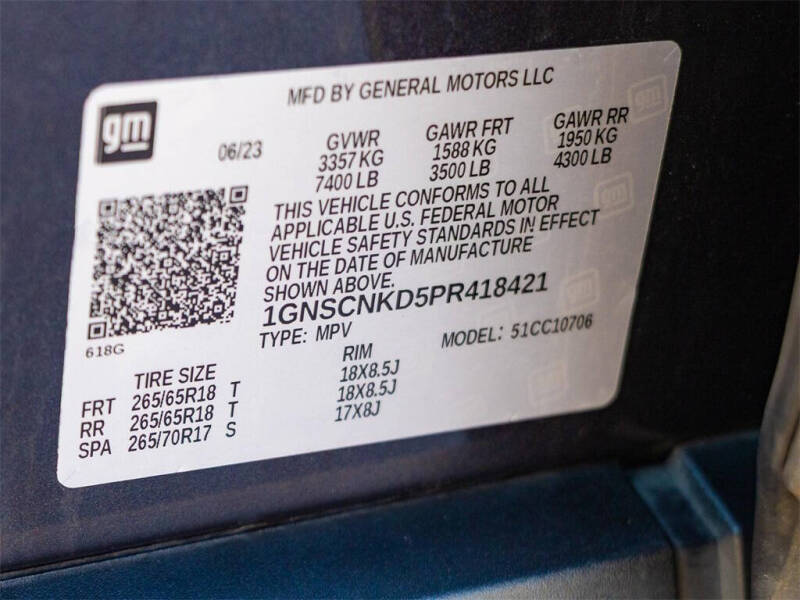 gm
MFD BY GENERAL MOTORS LLC
06/23
GVWR
3357 KG
7400 LB
GAWR FRT
1588 KG
3500 LB
GAWR RR
1950 KG
4300 LB
THIS VEHICLE CONFORMS TO ALL
APPLICABLE U.S. FEDERAL MOTOR
VEHICLE SAFETY STANDARDS IN EFFECT
ON THE DATE OF MANUFACTURE
SHOWN ABOVE.
1GNSCNKD5PR418421
TYPE: MPV
MODEL: 51CC10706
618G
TIRE SIZE
RIM
FRT 265/65R18 T 18X8.5J
RR 265/65R18 T 18X8.5J
SPA 265/70R17 S 17X8J